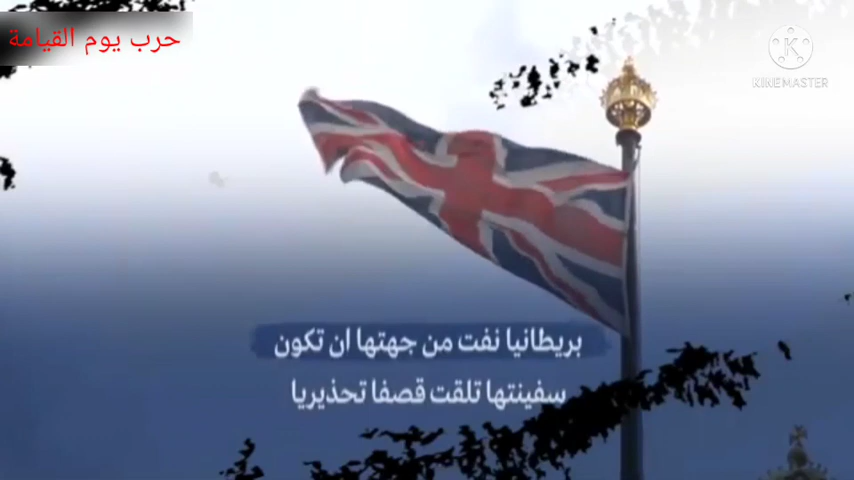 حرب يوم القيامة
KINEMASTER
بريطانيا نفت من جهتها ان تكون
سفينتها تلقت قصفا تحذيريا